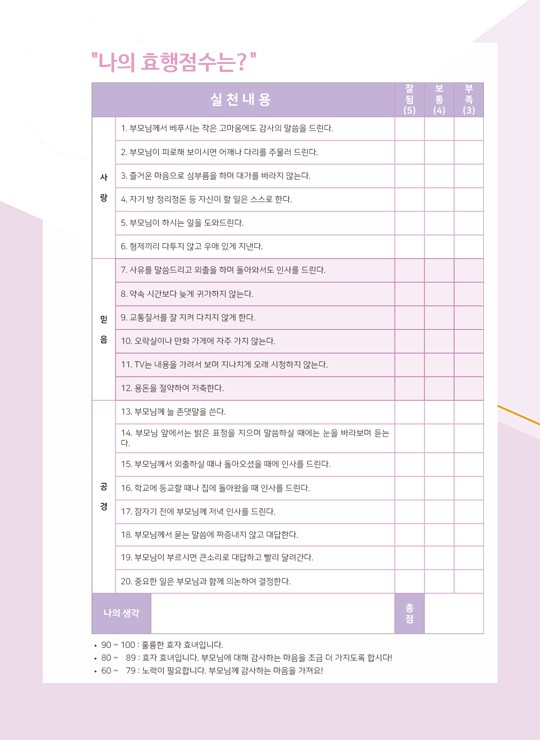 "나의 효행점수는?"
실 천 내 용
잘됨(5)
보통(4)
부족(3)
사랑
1. 부모님께서 베푸시는 작은 고마움에도 감사의 말씀을 드린다.
2. 부모님이 피로해 보이시면 어깨나 다리를 주물러 드린다.
3. 즐거운 마음으로 심부름을 하며 대가를 바라지 않는다.
4. 자기 방 정리정돈 등 자신이 할 일은 스스로 한다.
5. 부모님이 하시는 일을 도와드린다.
6. 형제끼리 다투지 않고 우애 있게 지낸다.
믿음
7. 사유를 말씀드리고 외출을 하며 돌아와서도 인사를 드린다.
8. 약속 시간보다 늦게 귀가하지 않는다.
9. 교통질서를 잘 지켜 다치지 않게 한다.
10. 오락실이나 만화 가게에 자주 가지 않는다.
11. TV는 내용을 가려서 보며 지나치게 오래 시청하지 않는다.
12. 용돈을 절약하여 저축한다.
공경
13. 부모님께 늘 존댓말을 쓴다.
14. 부모님 앞에서는 밝은 표정을 지으며 말씀하실 때에는 눈을 바라보며 듣는
다.
15. 부모님께서 외출하실 때나 돌아오셨을 때에 인사를 드린다.
16. 학교에 등교할 때나 집에 돌아왔을 때 인사를 드린다.
17. 잠자기 전에 부모님께 저녁 인사를 드린다.
18. 부모님께서 묻는 말씀에 짜증내지 않고 대답한다.
19. 부모님이 부르시면 큰소리로 대답하고 빨리 달려간다.
20. 중요한 일은 부모님과 함께 의논하여 결정한다.
나의 생각
총점
• 90 ~ 100 : 훌륭한 효자 효녀입니다.
• 80 ~ 89 : 효자 효녀입니다. 부모님에 대해 감사하는 마음을 조금 더 가지도록 합시다!
• 60 ~ 79 : 노력이 필요합니다. 부모님께 감사하는 마음을 가져요!